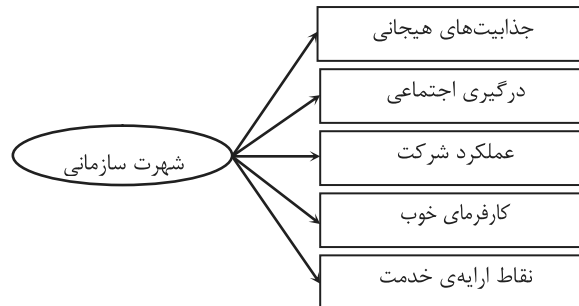 جذابیت‌های هیجانی
درگیری اجتماعی
عملکرد شرکت
شهرت سازمانی
کارفرمای خوب
نقاط ارایه‌ی خدمت